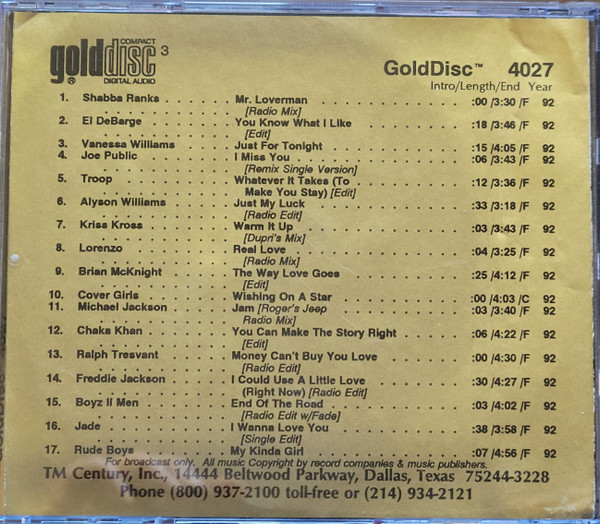 COMPACT
golddisc 3
® DIGITAL AUDIO
GoldDisc™ 4027
Intro/Length/End Year
1. Shabba Ranks . . . . . . Mr. Loverman . . . . . . . . . . . . . :00 /3:30 /F 92
[Radio Mix]
2. El DeBarge . . . . . . You Know What I Like . . . . . . . . . :18 /3:46 /F 92
[Edit]
3. Vanessa Williams . . . . . . Just For Tonight . . . . . . . . . . . :15 /4:05 /F 92
4. Joe Public . . . . . . I Miss You . . . . . . . . . . . . . :06 /3:43 /F 92
[Remix Single Version]
5. Troop . . . . . . Whatever It Takes (To . . . . . . . . . :12 /3:36 /F 92
Make You Stay) [Edit]
6. Alyson Williams . . . . . . Just My Luck . . . . . . . . . . . . . :33 /3:18 /F 92
[Radio Edit]
7. Kriss Kross . . . . . . Warm It Up . . . . . . . . . . . . . :03 /3:43 /F 92
[Dupri's Mix]
8. Lorenzo . . . . . . Real Love . . . . . . . . . . . . . :04 /3:25 /F 92
[Radio Mix]
9. Brian McKnight . . . . . . The Way Love Goes . . . . . . . . . . :25 /4:12 /F 92
[Edit]
10. Cover Girls . . . . . . Wishing On A Star . . . . . . . . . . :00 /4:03 /C 92
11. Michael Jackson . . . . . . Jam [Roger's Jeep . . . . . . . . . . :03 /3:40 /F 92
Radio Mix]
12. Chaka Khan . . . . . . You Can Make The Story Right . . . . . :06 /4:22 /F 92
[Edit]
13. Ralph Tresvant . . . . . . Money Can't Buy You Love . . . . . . :00 /4:30 /F 92
[Radio Edit]
14. Freddie Jackson . . . . . . I Could Use A Little Love . . . . . . . :30 /4:27 /F 92
(Right Now) [Radio Edit]
15. Boyz II Men . . . . . . End Of The Road . . . . . . . . . . . :03 /4:02 /F 92
[Radio Edit w/Fade]
16. Jade . . . . . . I Wanna Love You . . . . . . . . . . . :38 /3:58 /F 92
[Single Edit]
17. Rude Boys . . . . . . My Kinda Girl . . . . . . . . . . . . :07 /4:56 /F 92
For broadcast only. All music Copyright by record companies & music publishers.
TM Century, Inc., 14444 Beltwood Parkway, Dallas, Texas 75244-3228
Phone (800) 937-2100 toll-free or (214) 934-2121